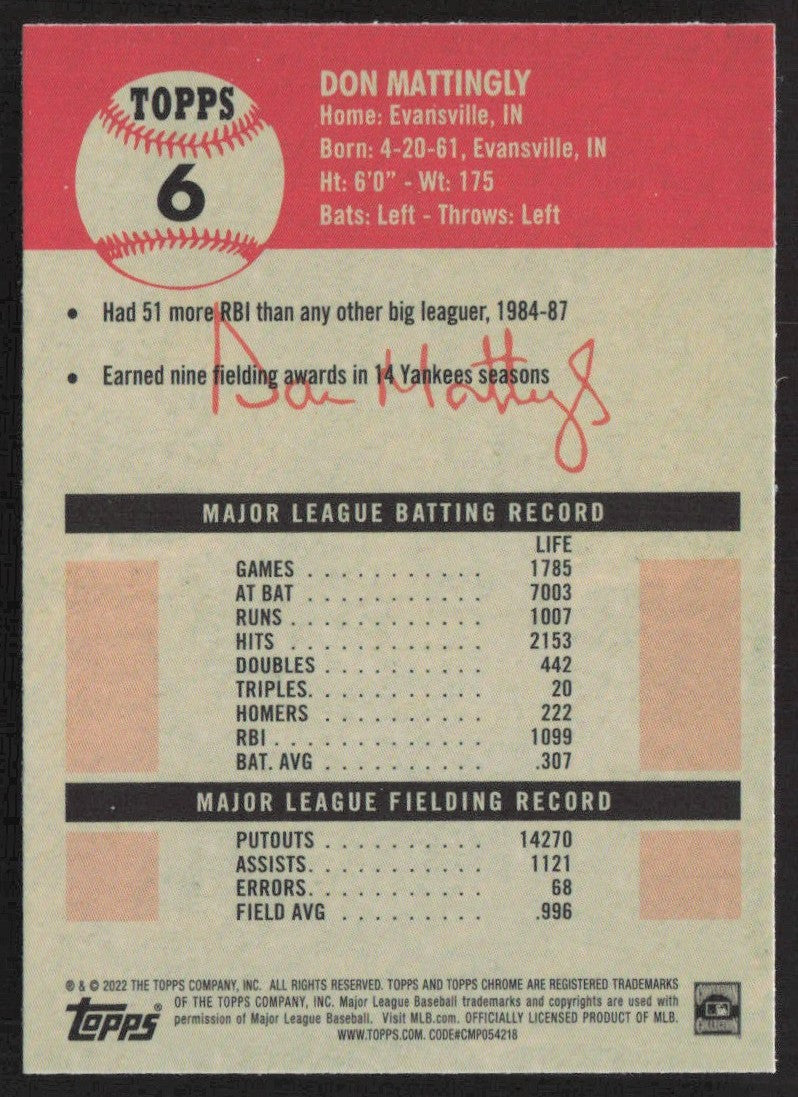 TOPPS
6
DON MATTINGLY
Home: Evansville, IN
Born: 4-20-61, Evansville, IN
Ht: 6'0" - Wt: 175
Bats: Left - Throws: Left
• Had 51 more RBI than any other big leaguer, 1984-87
• Earned nine fielding awards in 14 Yankees seasons
Don Mattingly
MAJOR LEAGUE BATTING RECORD
LIFE
GAMES . . . . . . . . . . . 1785
AT BAT . . . . . . . . . . . 7003
RUNS . . . . . . . . . . . . 1007
HITS . . . . . . . . . . . . 2153
DOUBLES . . . . . . . . . . 442
TRIPLES. . . . . . . . . . . 20
HOMERS . . . . . . . . . . 222
RBI . . . . . . . . . . . . . 1099
BAT. AVG . . . . . . . . . . .307
MAJOR LEAGUE FIELDING RECORD
PUTOUTS . . . . . . . . . . 14270
ASSISTS. . . . . . . . . . . 1121
ERRORS. . . . . . . . . . . 68
FIELD AVG . . . . . . . . . .996
® & © 2022 THE TOPPS COMPANY, INC. ALL RIGHTS RESERVED. TOPPS AND TOPPS CHROME ARE REGISTERED TRADEMARKS
OF THE TOPPS COMPANY, INC. Major League Baseball trademarks and copyrights are used with
permission of Major League Baseball. Visit MLB.com. OFFICIALLY LICENSED PRODUCT OF MLB.
WWW.TOPPS.COM. CODE#CMP054218
Topps®
COOPERSTOWN
COLLECTION